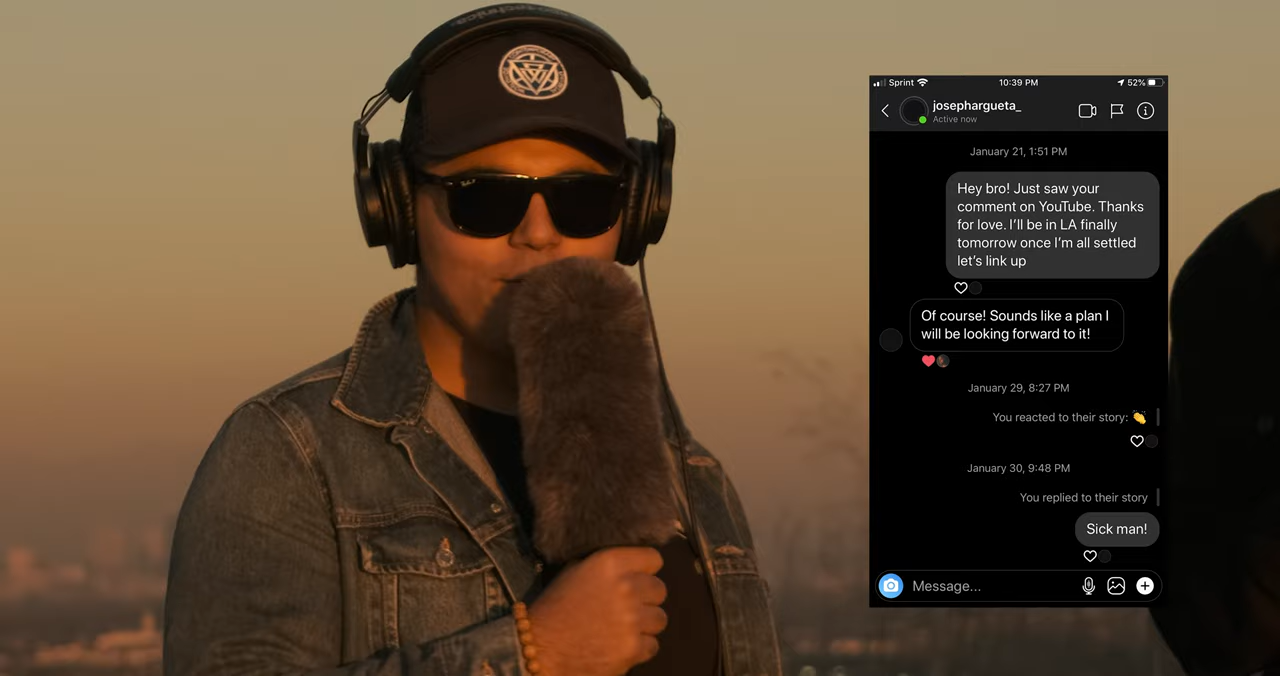 Sprint 10:39 PM 52%
josephargueta_
Active now
January 21, 1:51 PM
Hey bro! Just saw your
comment on YouTube. Thanks
for love. I'll be in LA finally
tomorrow once I'm all settled
let's link up
Of course! Sounds like a plan I
will be looking forward to it!
January 29, 8:27 PM
You reacted to their story: 👏
January 30, 9:48 PM
You replied to their story
Sick man!
Message...